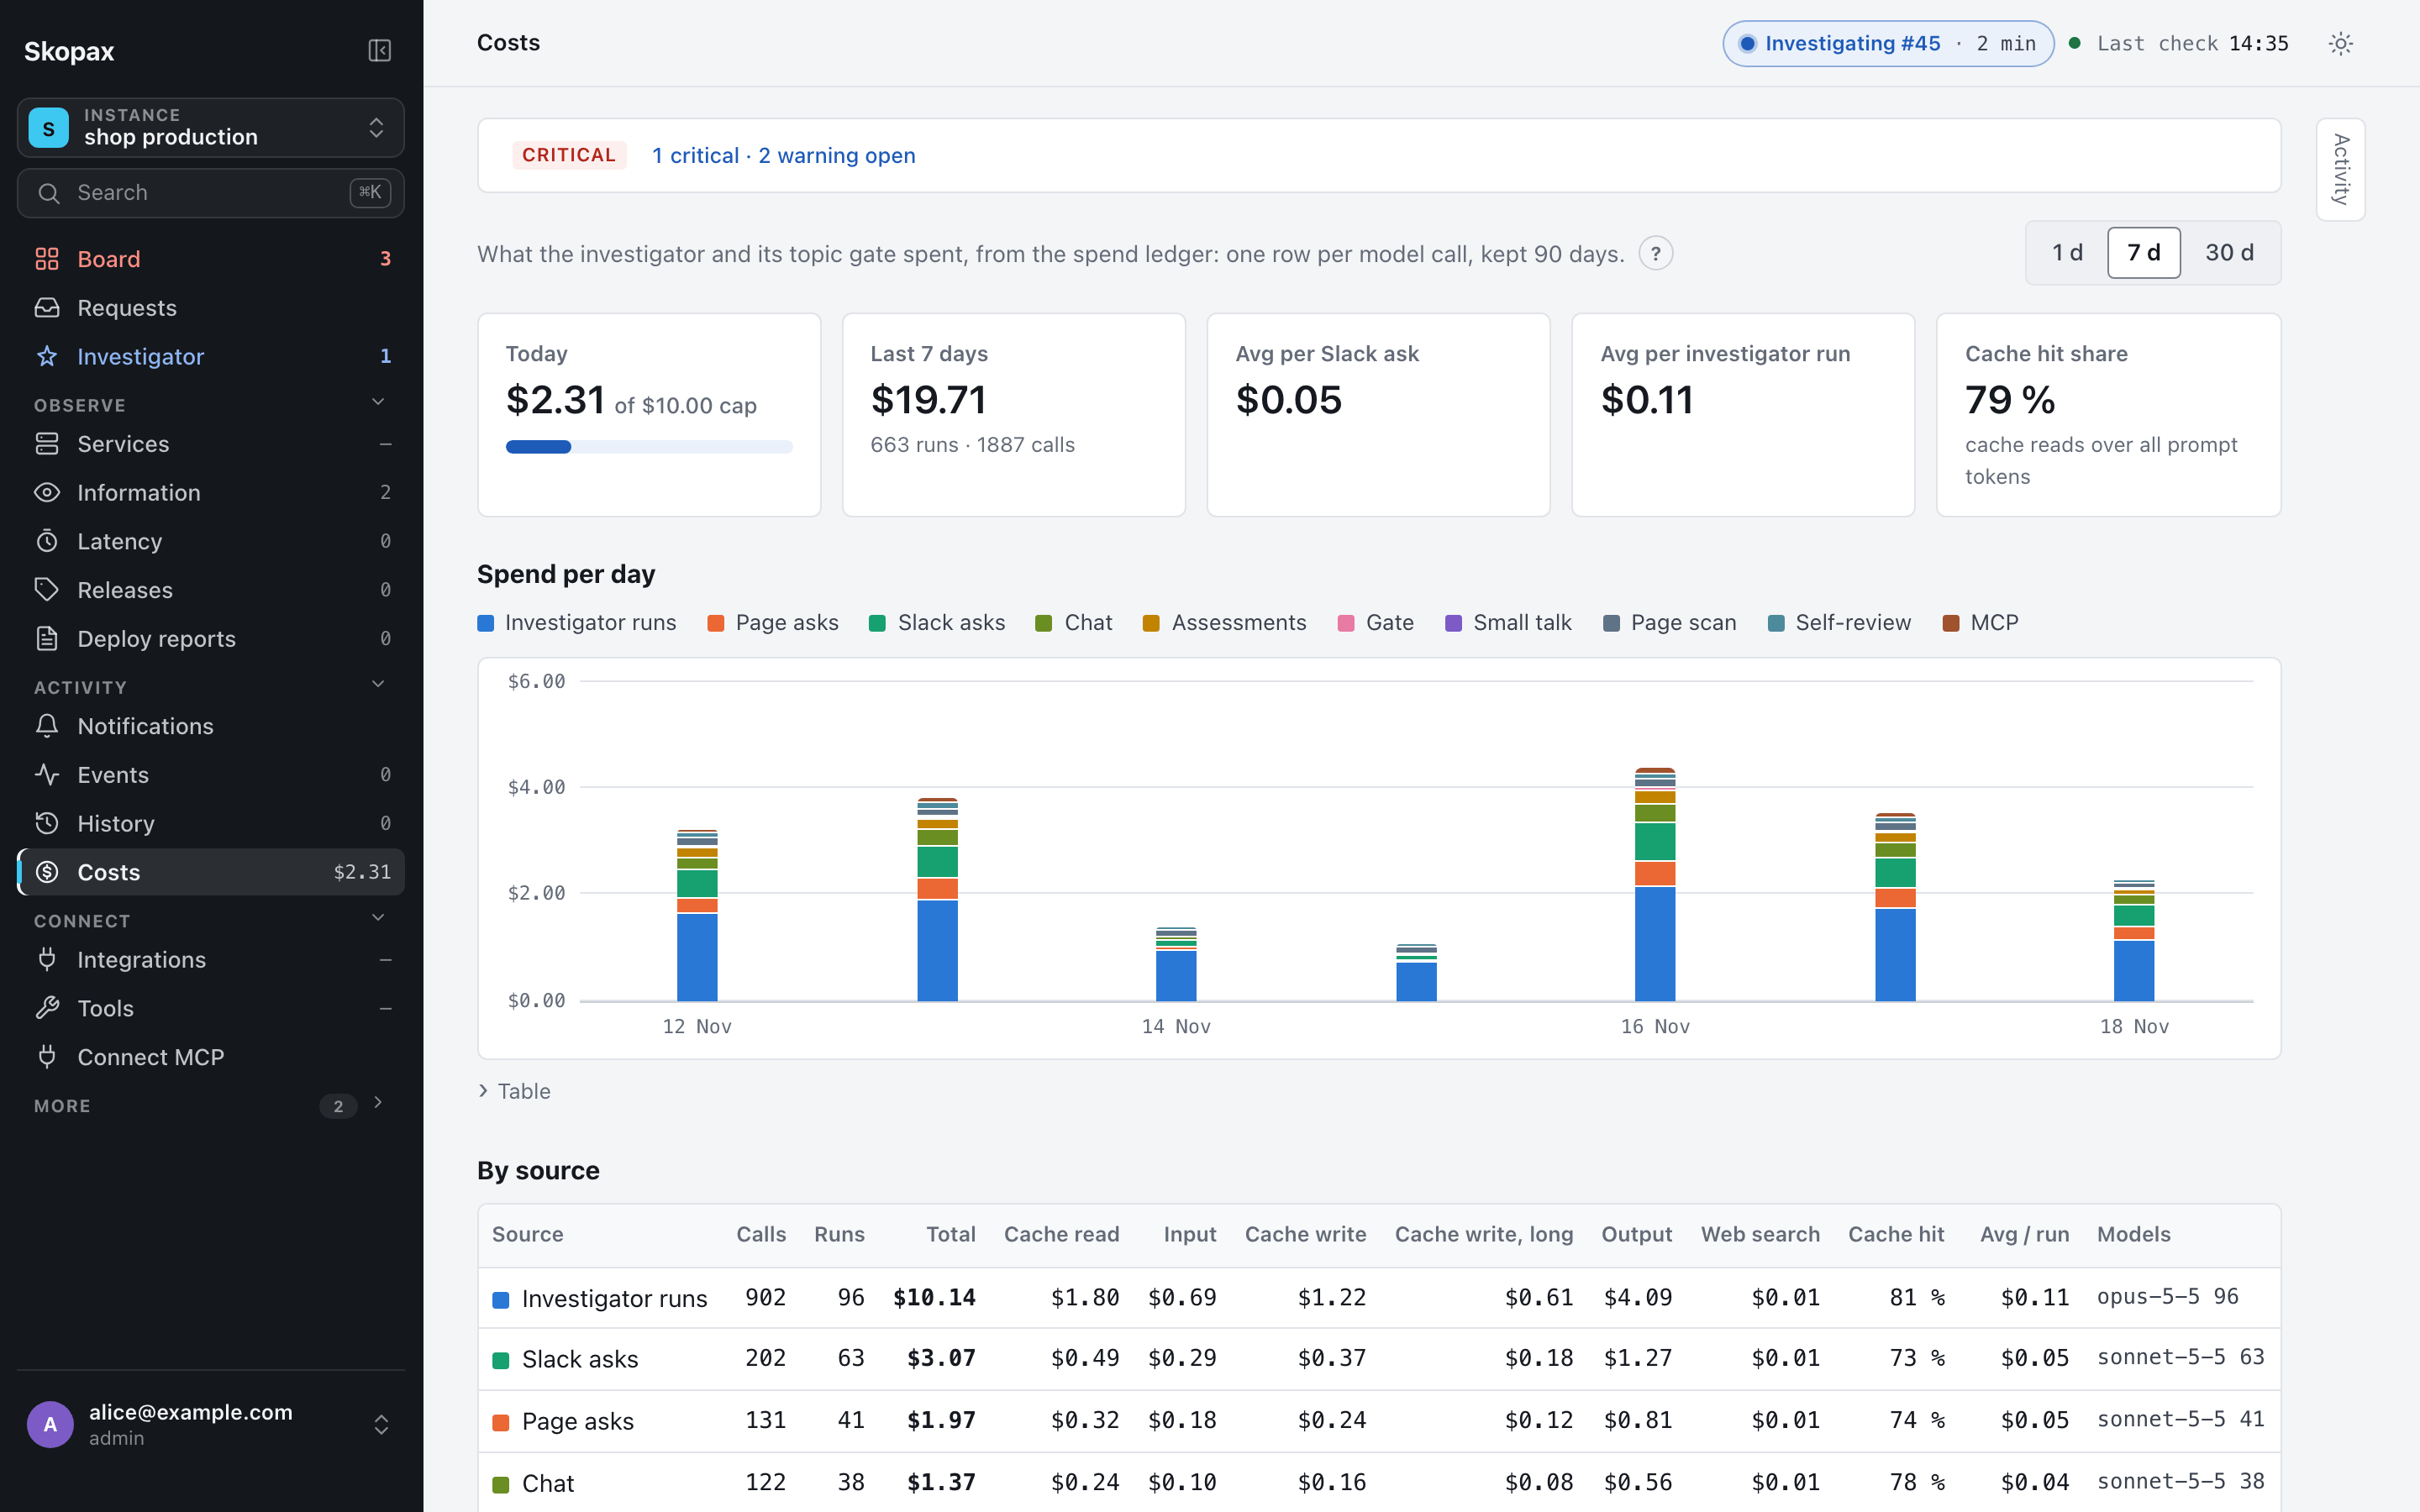 Skopax
S
INSTANCE
shop production
Search
⌘K
Board 3
Requests
Investigator 1
OBSERVE
Services –
Information 2
Latency 0
Releases 0
Deploy reports 0
ACTIVITY
Notifications
Events 0
History 0
Costs $2.31
CONNECT
Integrations –
Tools –
Connect MCP
MORE 2
A
alice@example.com
admin
Costs
Investigating #45 · 2 min
Last check 14:35
CRITICAL 1 critical · 2 warning open
Activity
What the investigator and its topic gate spent, from the spend ledger: one row per model call, kept 90 days. ?
1 d 7 d 30 d
Today
$2.31 of $10.00 cap
Last 7 days
$19.71
663 runs · 1887 calls
Avg per Slack ask
$0.05
Avg per investigator run
$0.11
Cache hit share
79 %
cache reads over all prompt
tokens
Spend per day
Investigator runs Page asks Slack asks Chat Assessments Gate Small talk Page scan Self-review MCP
$6.00
$4.00
$2.00
$0.00
12 Nov 14 Nov 16 Nov 18 Nov
Table
By source
Source Calls Runs Total Cache read Input Cache write Cache write, long Output Web search Cache hit Avg / run Models
Investigator runs 902 96 $10.14 $1.80 $0.69 $1.22 $0.61 $4.09 $0.01 81 % $0.11 opus-5-5 96
Slack asks 202 63 $3.07 $0.49 $0.29 $0.37 $0.18 $1.27 $0.01 73 % $0.05 sonnet-5-5 63
Page asks 131 41 $1.97 $0.32 $0.18 $0.24 $0.12 $0.81 $0.01 74 % $0.05 sonnet-5-5 41
Chat 122 38 $1.37 $0.24 $0.10 $0.16 $0.08 $0.56 $0.01 78 % $0.04 sonnet-5-5 38